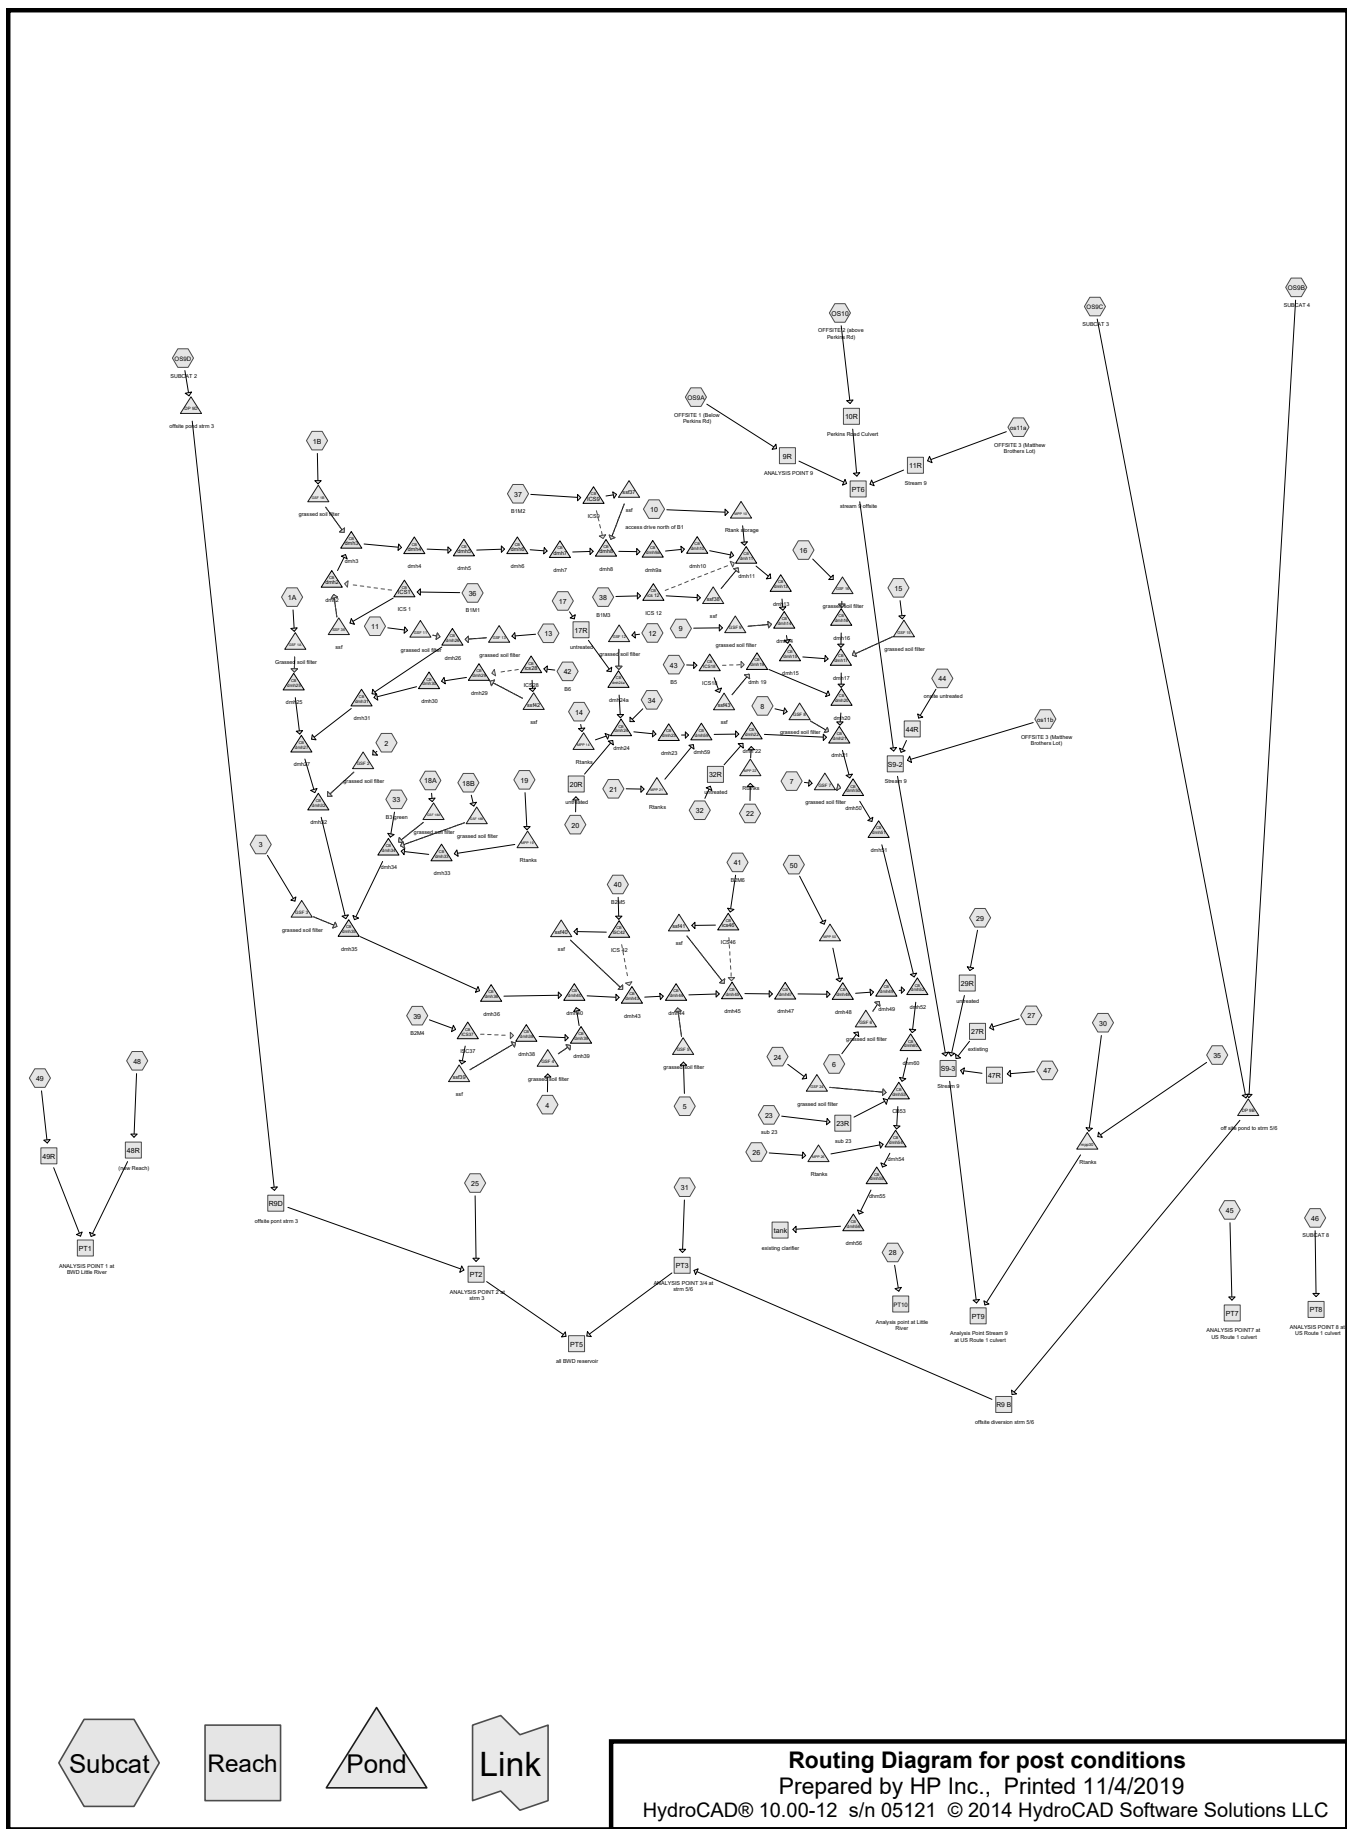 OS9B
SUBCAT 4
OS9C
SUBCAT 3
OS10
OFFSITE 2 (above
Perkins Rd)
OS9D
SUBCAT 2
offsite pond strm 3
OS9A
OFFSITE 1 (Below
Perkins Rd)
10R
Perkins Road Culvert
os11a
OFFSITE 3 (Matthew
Brothers Lot)
1B
grassed soil filter
9R
ANALYSIS POINT 9
11R
Stream 9
PT6
stream 9 offsite
37
B1M2
ICS9
ssf37
ssf
10
access drive north of B1
Rtank storage
dmh3
dmh4
dmh5
dmh6
dmh7
dmh8
dmh9a
dmh10
dmh11
16
grassed soil filter
15
grassed soil filter
1A
Grassed soil filter
ICS1
ICS 1
36
B1M1
ssf
38
B1M3
ICS 12
ssf
dmh13
dmh16
17
17R
untreated
11
grassed soil filter
dmh26
grassed soil filter
13
grassed soil filter
12
9
grassed soil filter
dmh15
dmh17
dmh25
dmh31
dmh30
dmh29
ics28
ICS28
42
B6
ssf42
ssf
dmh24a
43
B5
ssf43
ssf
dmh 19
dmh20
44
onsite untreated
44R
os11b
OFFSITE 3 (Matthew
Brothers Lot)
14
Rtanks
34
dmh24
dmh23
dmh59
8
grassed soil filter
S9-2
Stream 9
dmh27
2
grassed soil filter
20R
untreated
20
21
Rtanks
32R
untreated
32
Rtanks
22
7
grassed soil filter
dmh50
33
B3 green
18A
grassed soil filter
18B
grassed soil filter
19
Rtanks
dmh34
dmh33
3
grassed soil filter
dmh35
40
B2M5
ICS 42
ssf40
ssf
41
B2M6
ics46
ICS46
ssf41
ssf
50
29
29R
untreated
dmh36
dmh43
dmh45
dmh47
dmh48
dmh49
dmh52
39
B2M4
ICS37
ssf
dmh38
dmh39
grassed soil filter
4
grassed soil filter
5
grassed soil filter
6
27
27R
existing
30
35
dhm60
S9-3
Stream 9
47R
47
49
48
24
grassed soil filter
23
23R
sub 23
sub 23
CB53
off site pond to strm 5/6
Rtanks
49R
48R
(new Reach)
26
Rtanks
dmh54
dhm55
25
31
R9D
offsite pont strm 3
tank
existing clarifier
dmh56
45
46
SUBCAT 8
PT1
ANALYSIS POINT 1 at
BWD Little River
28
PT2
ANALYSIS POINT 2 at
strm 3
PT3
ANALYSIS POINT 3/4 at
strm 5/6
PT10
Analysis point at Little
River
PT9
Analysis Point Stream 9
at US Route 1 culvert
PT7
ANALYSIS POINT7 at
US Route 1 culvert
PT8
ANALYSIS POINT 8 at
US Route 1 culvert
PT5
all BWD reservoir
R9 B
offsite diversion strm 5/6
Subcat
Reach
Pond
Link
Routing Diagram for post conditions
Prepared by HP Inc., Printed 11/4/2019
HydroCAD® 10.00-12 s/n 05121 © 2014 HydroCAD Software Solutions LLC